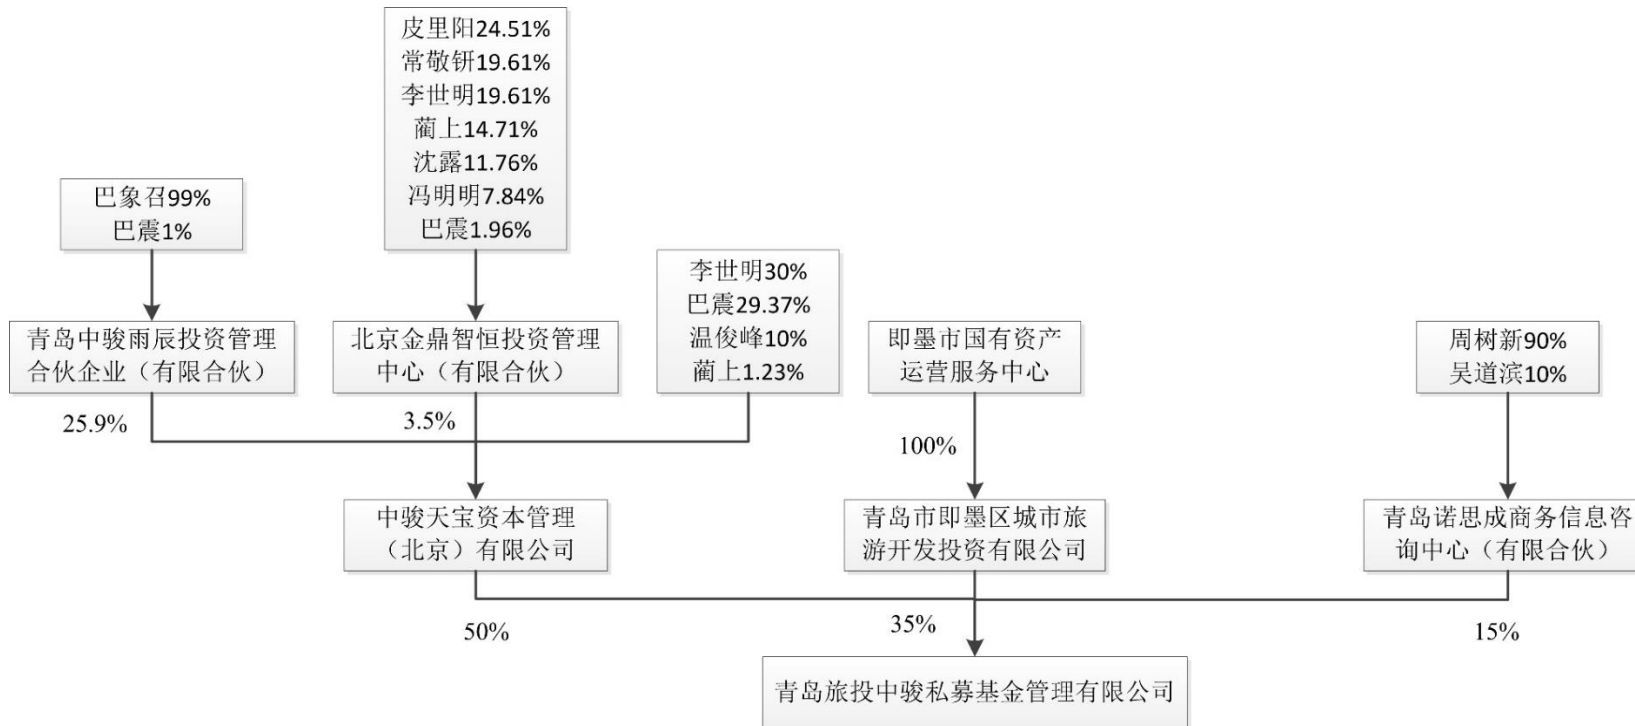 皮里阳24.51%
常敬钘19.61%
李世明19.61%
蔺上14.71%
沈露11.76%
冯明明7.84%
巴震1.96%
巴象召99%
巴震1%
李世明30%
巴震29.37%
温俊峰10%
蔺上1.23%
青岛中骏雨辰投资管理
合伙企业（有限合伙）
北京金鼎智恒投资管理
中心（有限合伙）
即墨市国有资产
运营服务中心
周树新90%
吴道滨10%
25.9%
3.5%
100%
中骏天宝资本管理
（北京）有限公司
青岛市即墨区城市旅
游开发投资有限公司
青岛诺思成商务信息咨
询中心（有限合伙）
50%
35%
15%
青岛旅投中骏私募基金管理有限公司